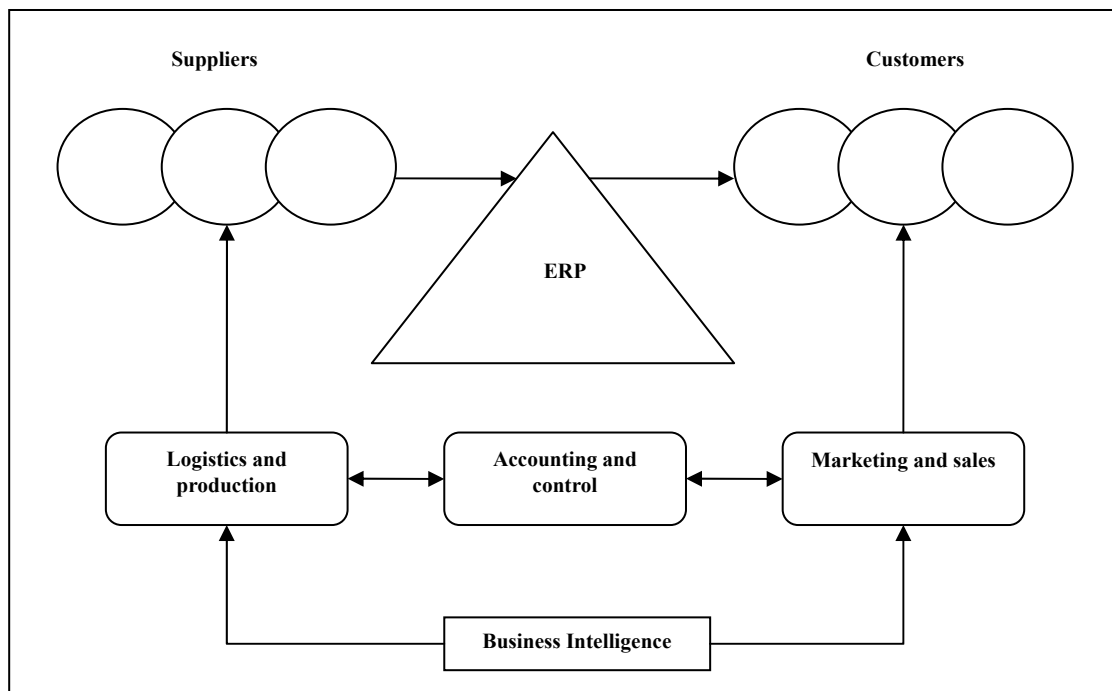 Suppliers
Customers
ERP
Logistics and
production
Accounting and
control
Marketing and sales
Business Intelligence